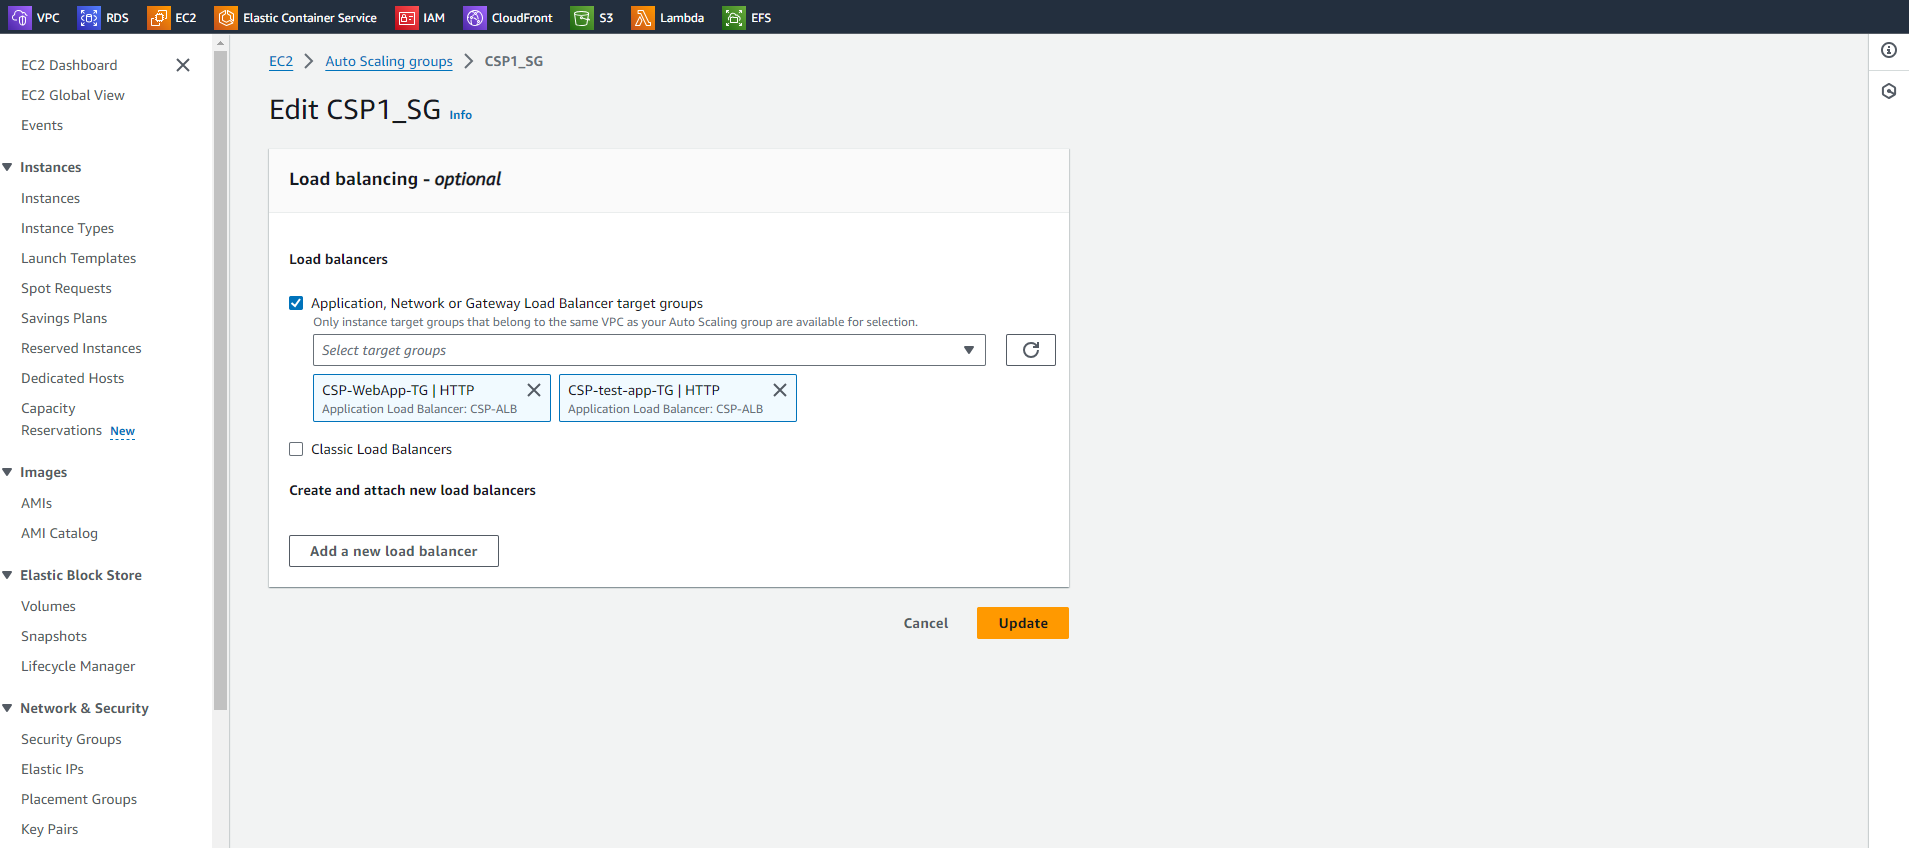 VPC RDS EC2 Elastic Container Service IAM CloudFront S3 Lambda EFS
EC2 Dashboard
EC2 Global View
Events
Instances
Instances
Instance Types
Launch Templates
Spot Requests
Savings Plans
Reserved Instances
Dedicated Hosts
Capacity
Reservations New
Images
AMIs
AMI Catalog
Elastic Block Store
Volumes
Snapshots
Lifecycle Manager
Network & Security
Security Groups
Elastic IPs
Placement Groups
Key Pairs
EC2 Auto Scaling groups CSP1_SG
Edit CSP1_SG Info
Load balancing - optional
Load balancers
Application, Network or Gateway Load Balancer target groups
Only instance target groups that belong to the same VPC as your Auto Scaling group are available for selection.
Select target groups
CSP-WebApp-TG | HTTP
Application Load Balancer: CSP-ALB
CSP-test-app-TG | HTTP
Application Load Balancer: CSP-ALB
Classic Load Balancers
Create and attach new load balancers
Add a new load balancer
Cancel Update